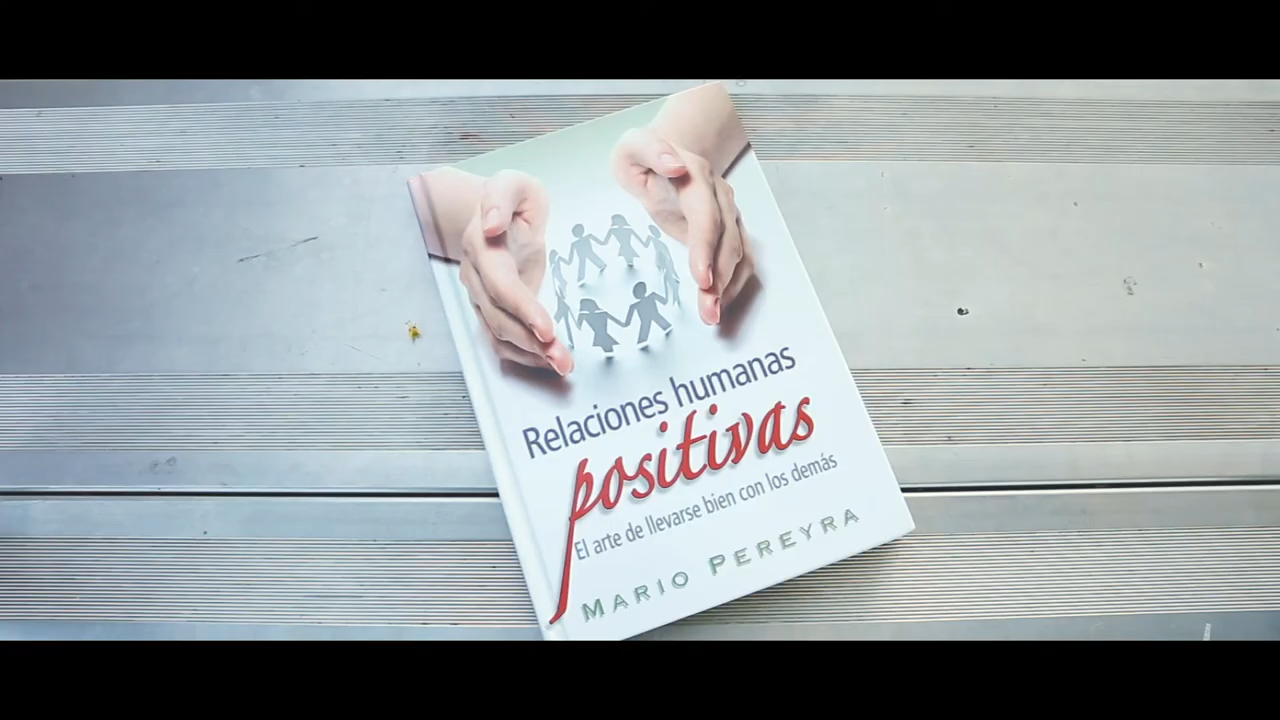 Relaciones humanas
positivas
El arte de llevarse bien con los demás
MARIO PEREYRA